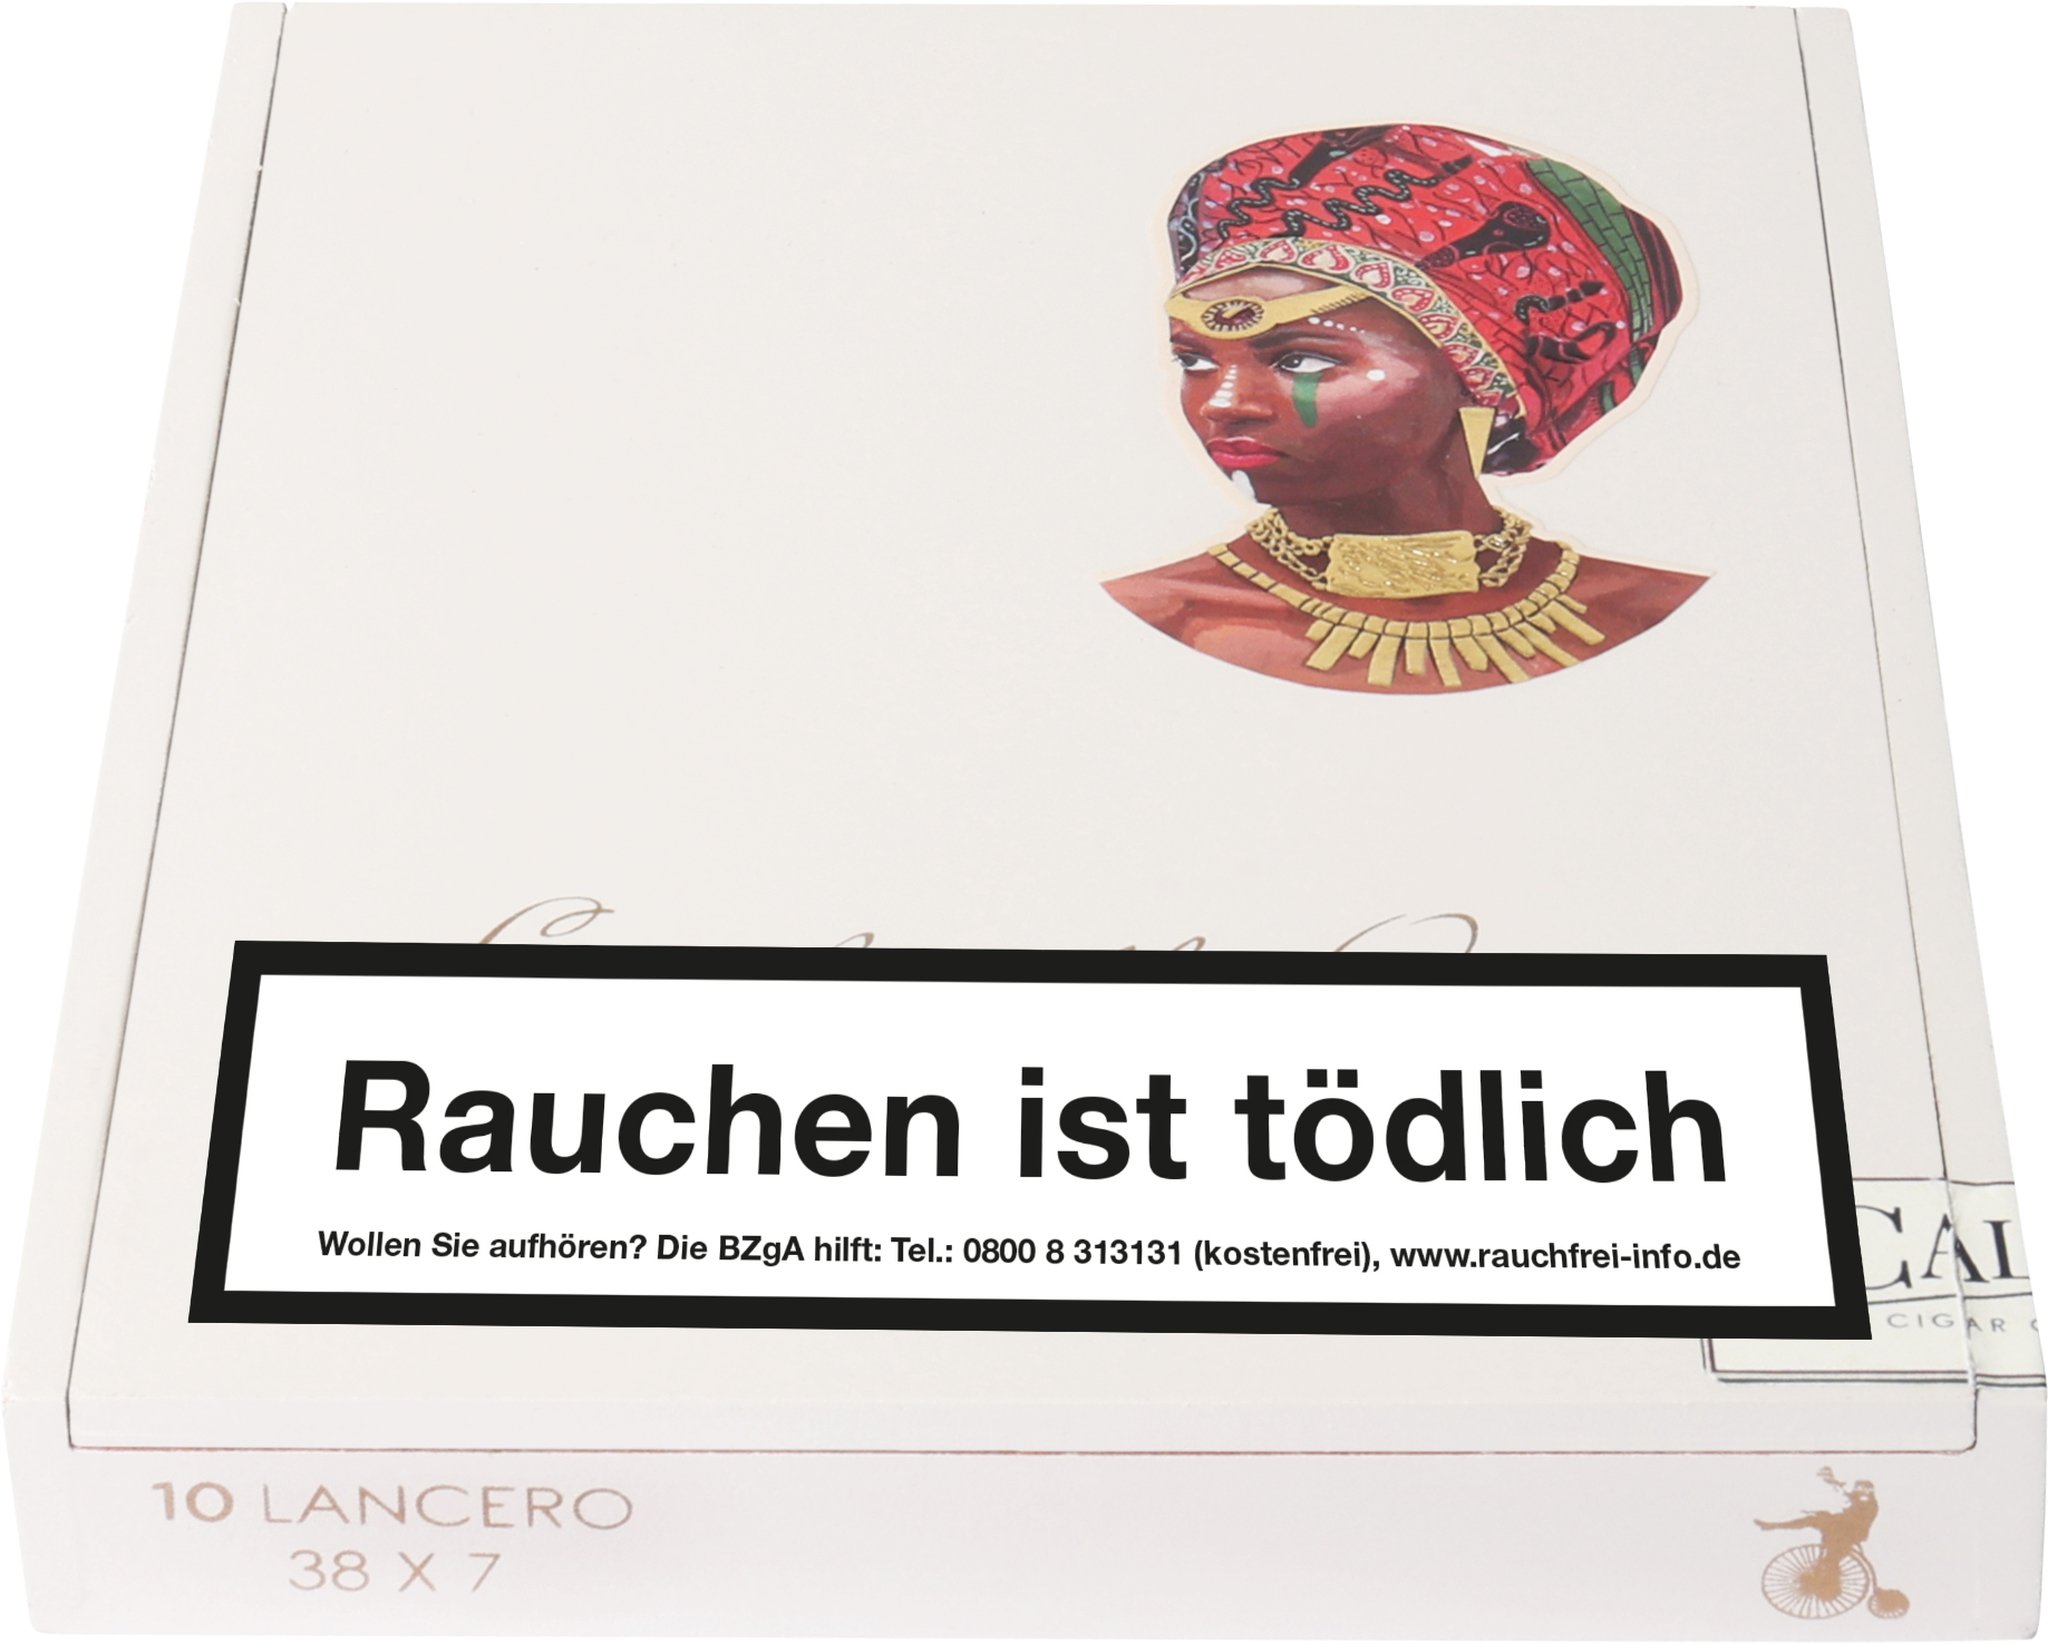 Rauchen ist tödlich
Wollen Sie aufhören? Die BZgA hilft: Tel.: 0800 8 313131 (kostenfrei), www.rauchfrei-info.de
CIGAR
10 LANCERO
38 X 7